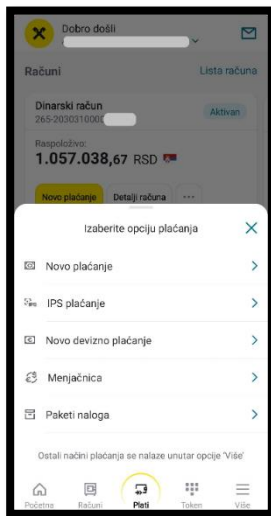 Dobro došli
Računi
Lista računa
Dinarski račun
Aktivan
265-2030310000
Raspoloživo:
1.057.038,67 RSD
Novo plaćanje
Detalji računa
Izaberite opciju plaćanja
Novo plaćanje
IPS plaćanje
Novo devizno plaćanje
Menjačnica
Paketi naloga
Ostali načini plaćanja se nalaze unutar opcije 'Više'
Početna
Računi
Plati
Token
Više